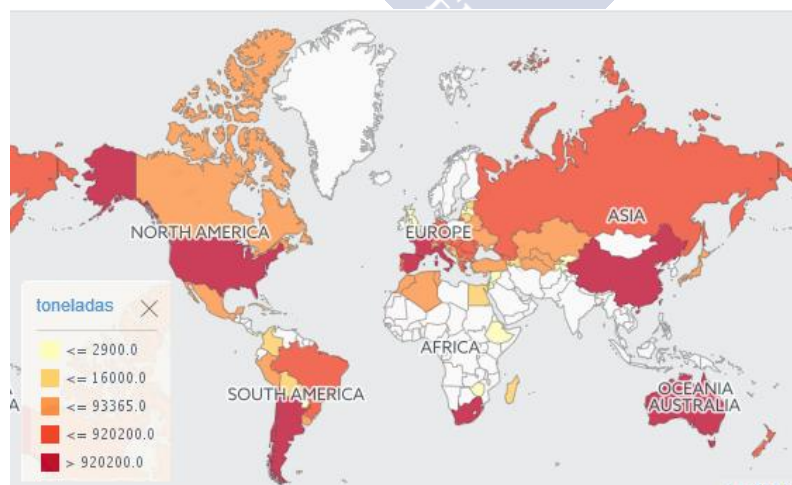 NORTH AMERICA
EUROPE
ASIA
AFRICA
SOUTH AMERICA
OCEANIA
AUSTRALIA
A
toneladas
<= 2900.0
<= 16000.0
<= 93365.0
<= 920200.0
> 920200.0